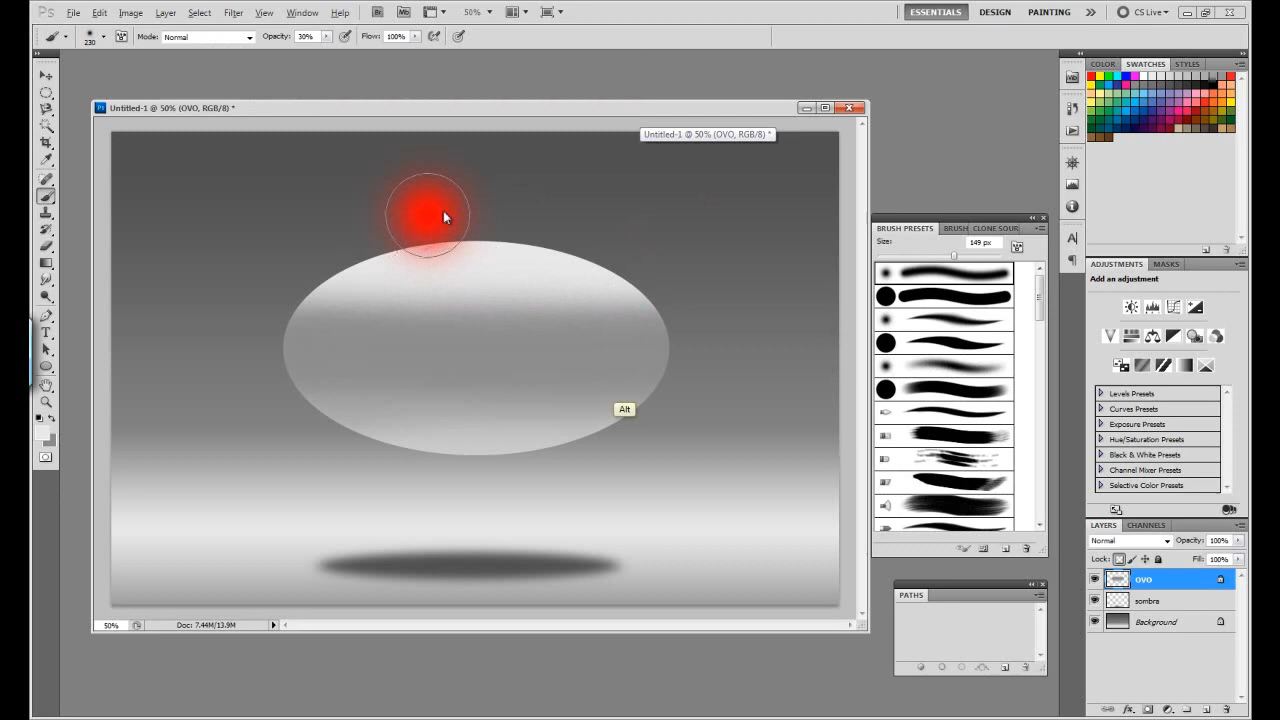 Ps File Edit Image Layer Select Filter View Window Help Br Mb 50% ESSENTIALS DESIGN PAINTING CS Live
230 Mode: Normal Opacity: 30% Flow: 100%
Untitled-1 @ 50% (OVO, RGB/8) *
Untitled-1 @ 50% (OVO, RGB/8) *
Alt
50% Doc: 7.44M/13.9M
BRUSH PRESETS BRUSH CLONE SOUR
Size: 149 px
PATHS
COLOR SWATCHES STYLES
ADJUSTMENTS MASKS
Add an adjustment
Levels Presets
Curves Presets
Exposure Presets
Hue/Saturation Presets
Black & White Presets
Channel Mixer Presets
Selective Color Presets
LAYERS CHANNELS
Normal Opacity: 100%
Lock: Fill: 100%
OVO
sombra
Background